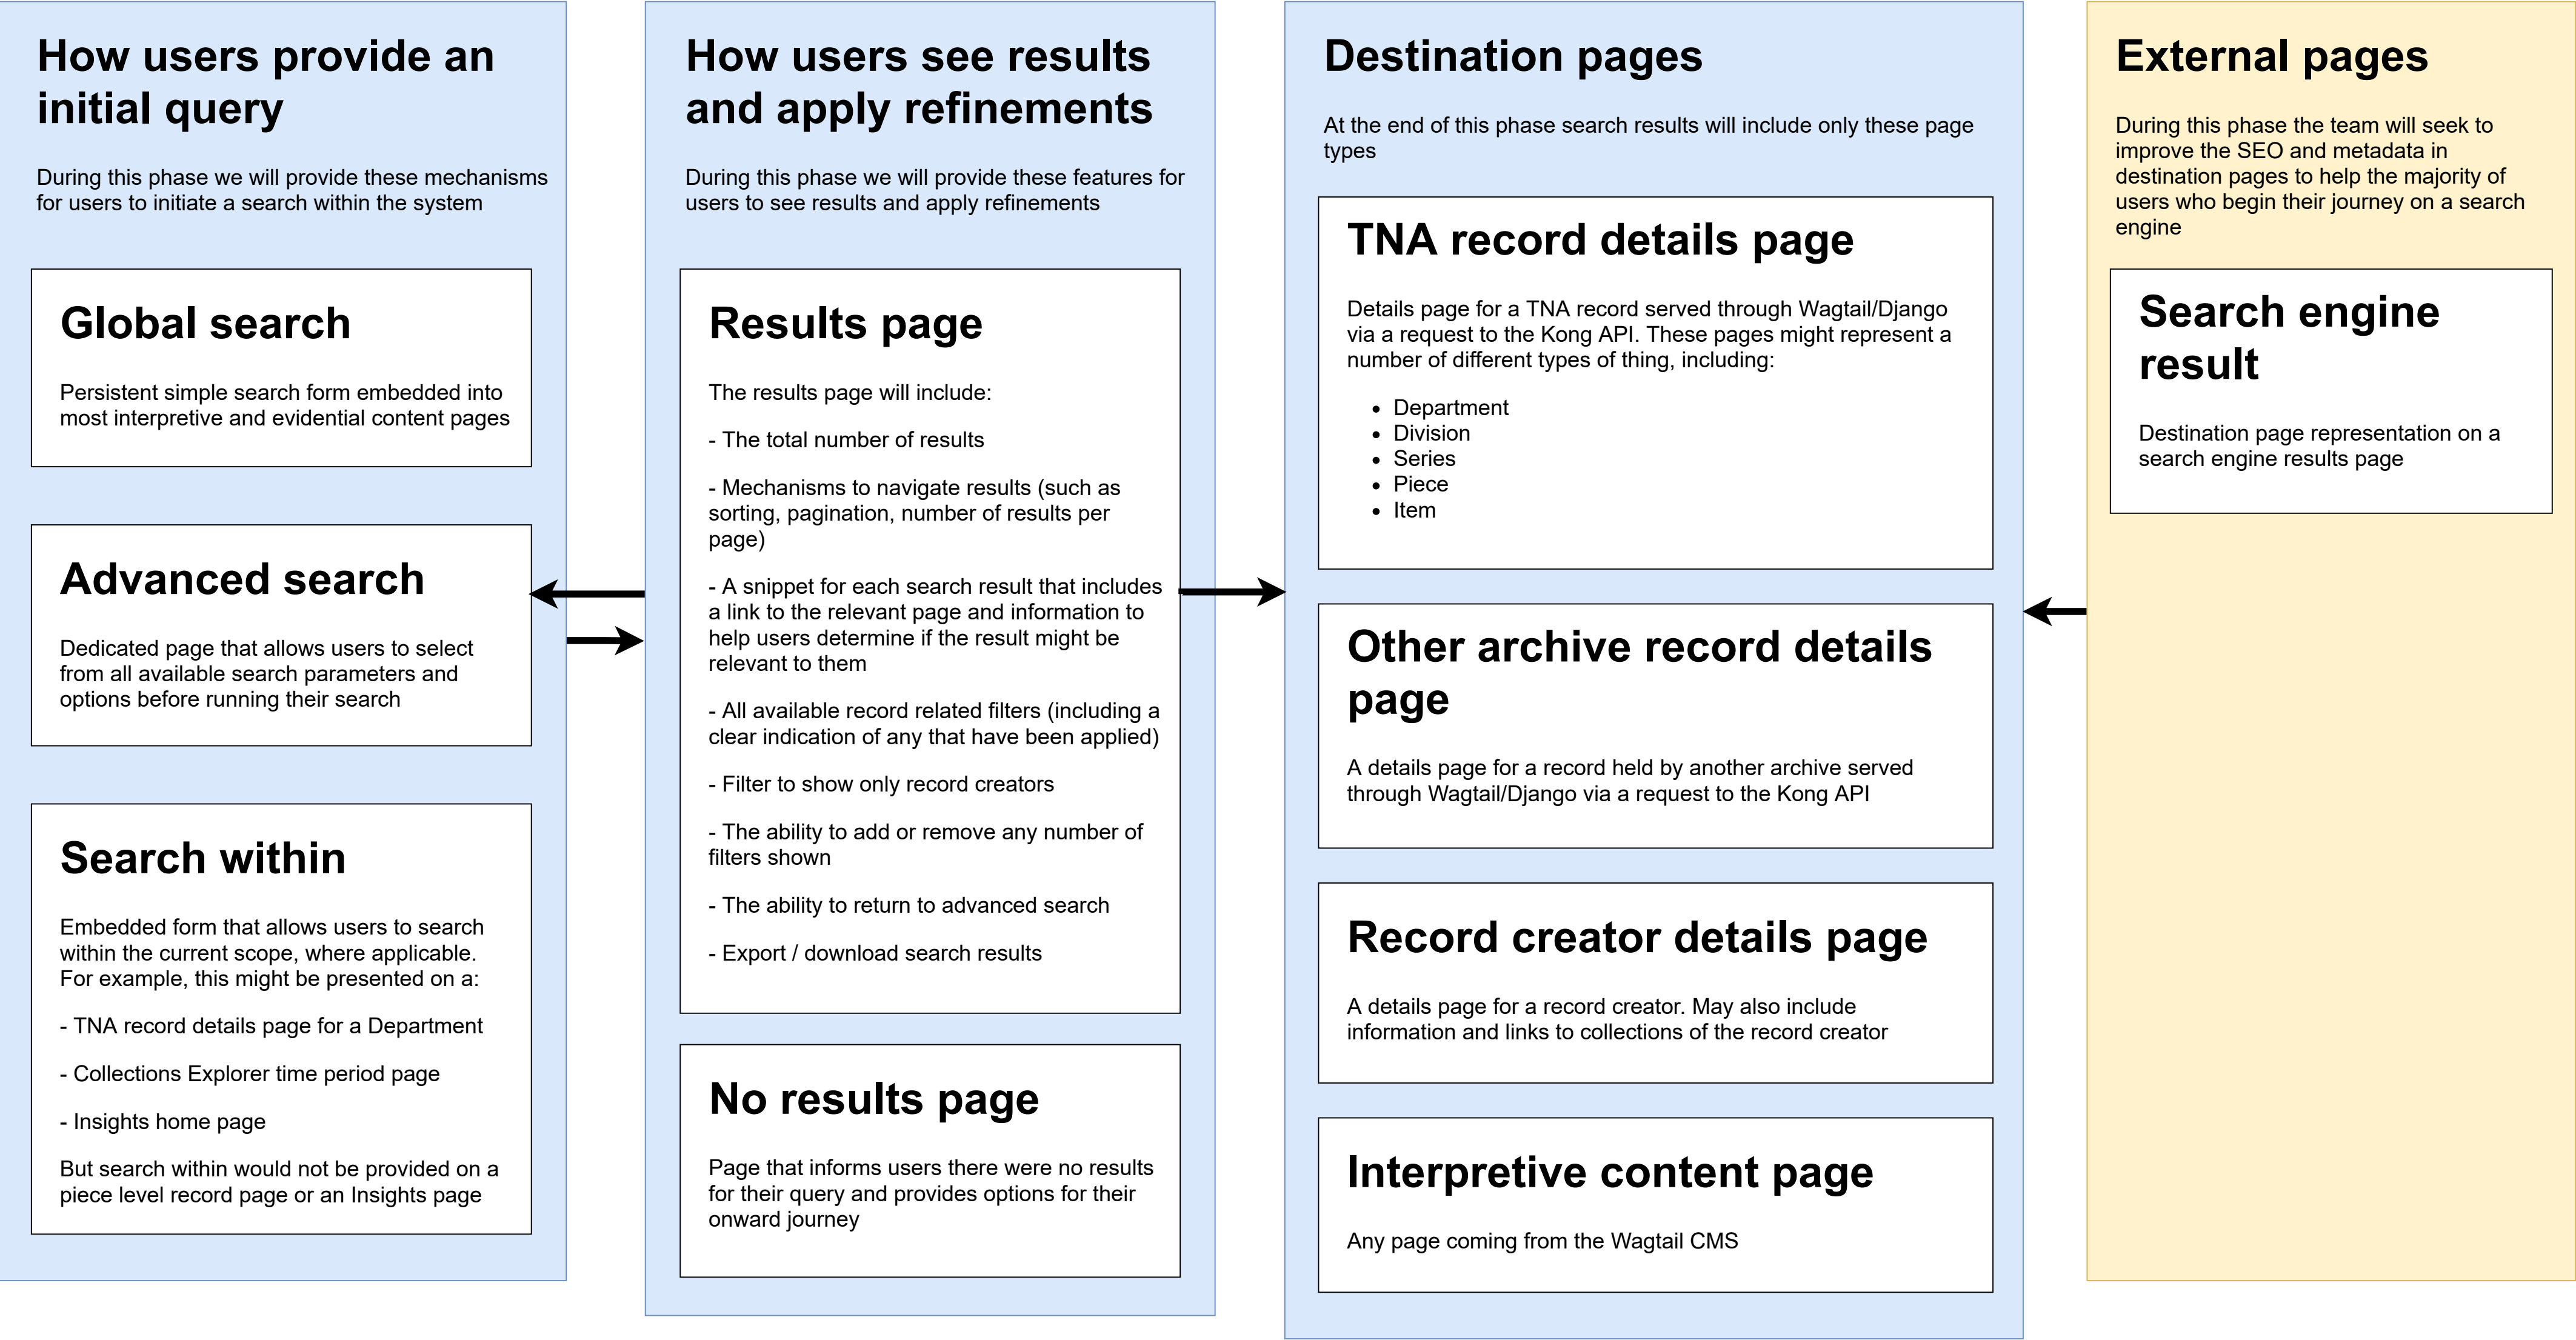 How users provide an
initial query
During this phase we will provide these mechanisms
for users to initiate a search within the system
Global search
Persistent simple search form embedded into
most interpretive and evidential content pages
Advanced search
Dedicated page that allows users to select
from all available search parameters and
options before running their search
Search within
Embedded form that allows users to search
within the current scope, where applicable.
For example, this might be presented on a:
- TNA record details page for a Department
- Collections Explorer time period page
- Insights home page
But search within would not be provided on a
piece level record page or an Insights page
How users see results
and apply refinements
During this phase we will provide these features for
users to see results and apply refinements
Results page
The results page will include:
- The total number of results
- Mechanisms to navigate results (such as
sorting, pagination, number of results per
page)
- A snippet for each search result that includes
a link to the relevant page and information to
help users determine if the result might be
relevant to them
- All available record related filters (including a
clear indication of any that have been applied)
- Filter to show only record creators
- The ability to add or remove any number of
filters shown
- The ability to return to advanced search
- Export / download search results
No results page
Page that informs users there were no results
for their query and provides options for their
onward journey
Destination pages
At the end of this phase search results will include only these page
types
TNA record details page
Details page for a TNA record served through Wagtail/Django
via a request to the Kong API. These pages might represent a
number of different types of thing, including:
• Department
• Division
• Series
• Piece
• Item
Other archive record details
page
A details page for a record held by another archive served
through Wagtail/Django via a request to the Kong API
Record creator details page
A details page for a record creator. May also include
information and links to collections of the record creator
Interpretive content page
Any page coming from the Wagtail CMS
External pages
During this phase the team will seek to
improve the SEO and metadata in
destination pages to help the majority of
users who begin their journey on a search
engine
Search engine
result
Destination page representation on a
search engine results page